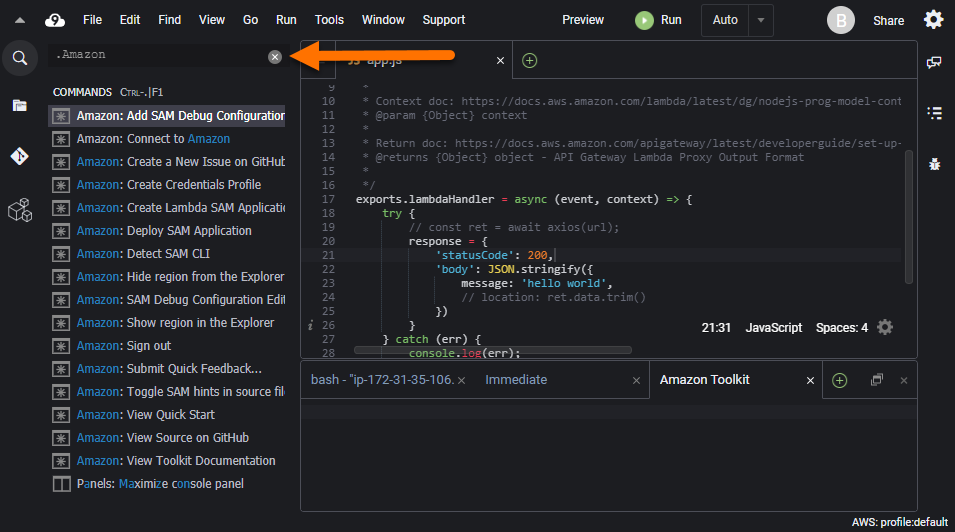 9 File Edit Find View Go Run Tools Window Support Preview Run Auto B Share
.Amazon
COMMANDS CTRL-.|F1
Amazon: Add SAM Debug Configuration
Amazon: Connect to Amazon
Amazon: Create a New Issue on GitHub
Amazon: Create Credentials Profile
Amazon: Create Lambda SAM Applicatio
Amazon: Deploy SAM Application
Amazon: Detect SAM CLI
Amazon: Hide region from the Explorer
Amazon: SAM Debug Configuration Edit
Amazon: Show region in the Explorer
Amazon: Sign out
Amazon: Submit Quick Feedback...
Amazon: Toggle SAM hints in source file
Amazon: View Quick Start
Amazon: View Source on GitHub
Amazon: View Toolkit Documentation
Panels: Maximize console panel
JS app.js
9 *
10 * Context doc: https://docs.aws.amazon.com/lambda/latest/dg/nodejs-prog-model-cont
11 * @param {Object} context
12 *
13 * Return doc: https://docs.aws.amazon.com/apigateway/latest/developerguide/set-up-
14 * @returns {Object} object - API Gateway Lambda Proxy Output Format
15 *
16 */
17 exports.lambdaHandler = async (event, context) => {
18 try {
19 // const ret = await axios(url);
20 response = {
21 'statusCode': 200,
22 'body': JSON.stringify({
23 message: 'hello world',
24 // location: ret.data.trim()
25 })
i 26 }
27 } catch (err) {
28 console.log(err);
21:31 JavaScript Spaces: 4
bash - "ip-172-31-35-106. Immediate Amazon Toolkit
AWS: profile:default